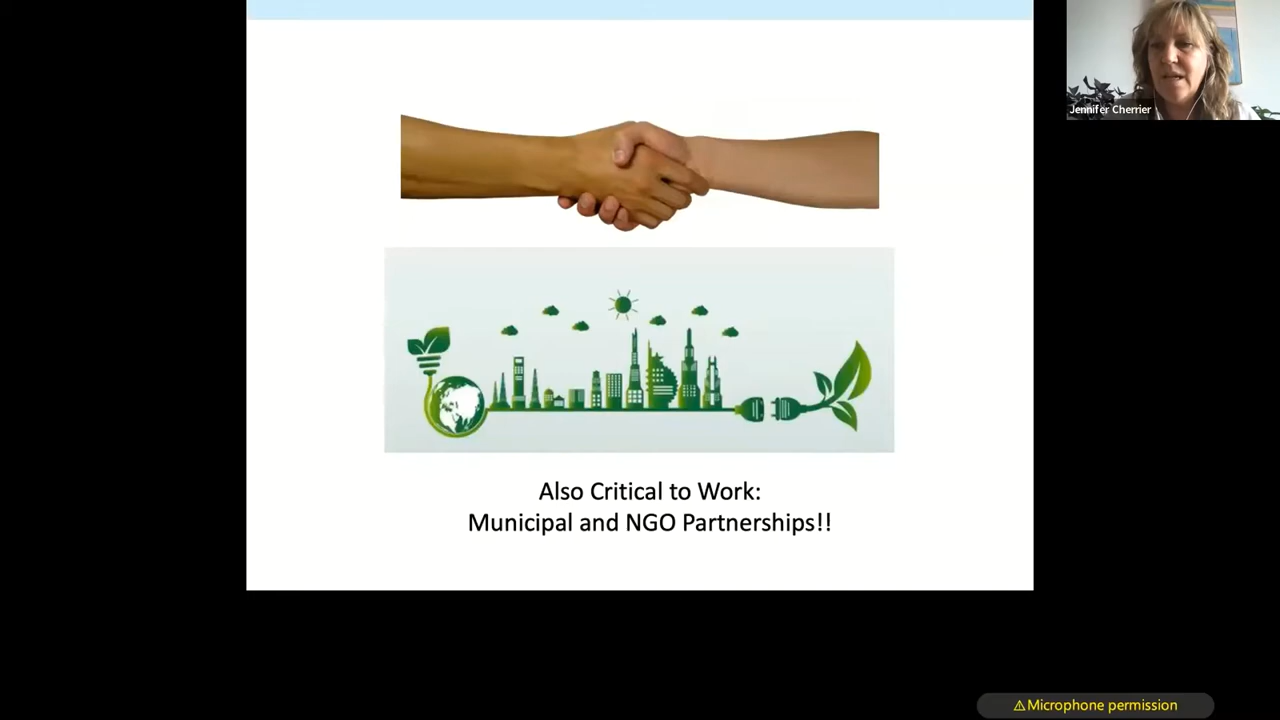 Jennifer Cherrier
Also Critical to Work:
Municipal and NGO Partnerships!!
⚠Microphone permission